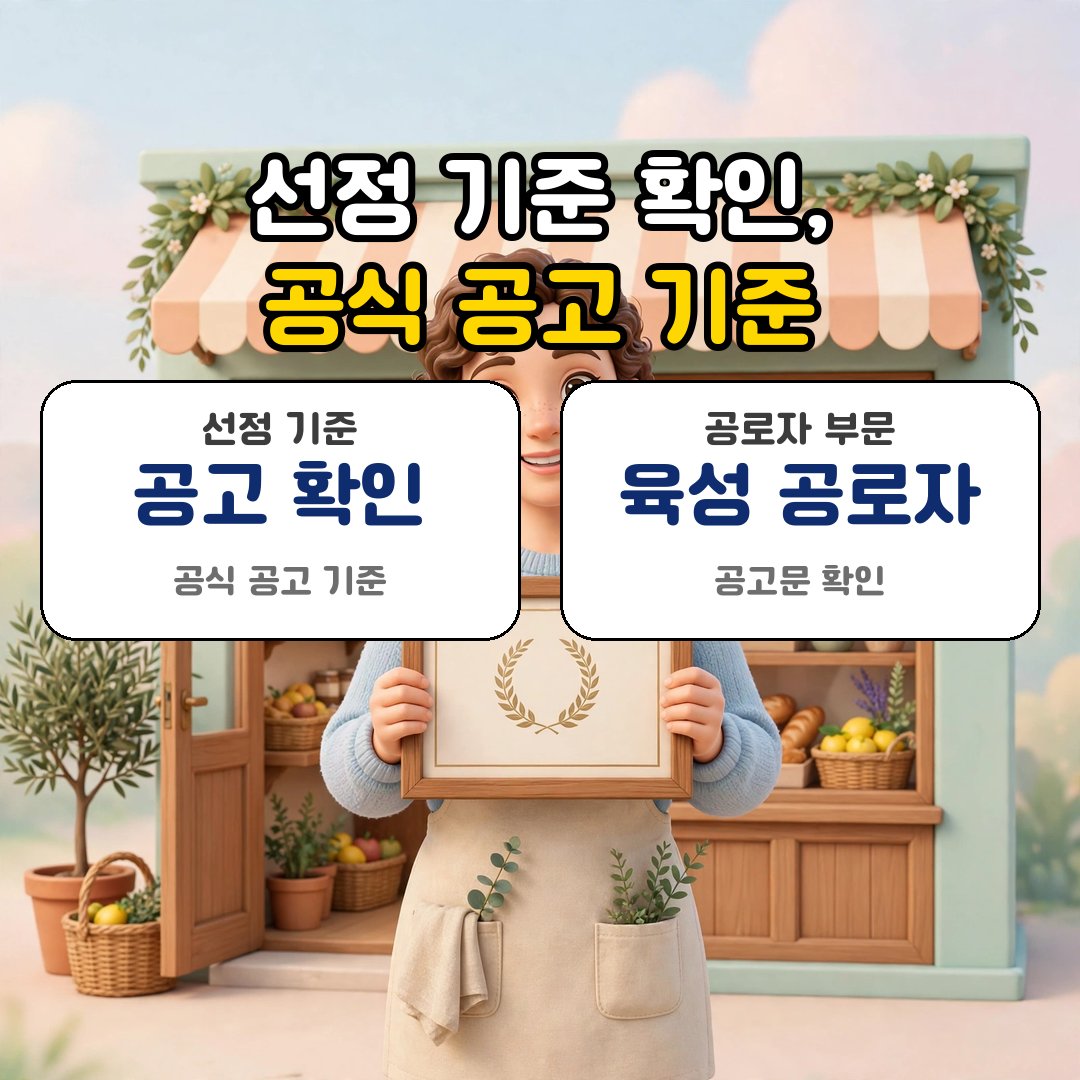 선정 기준 확인,
공식 공고 기준
선정 기준
공고 확인
공식 공고 기준
공로자 부문
육성 공로자
공고문 확인